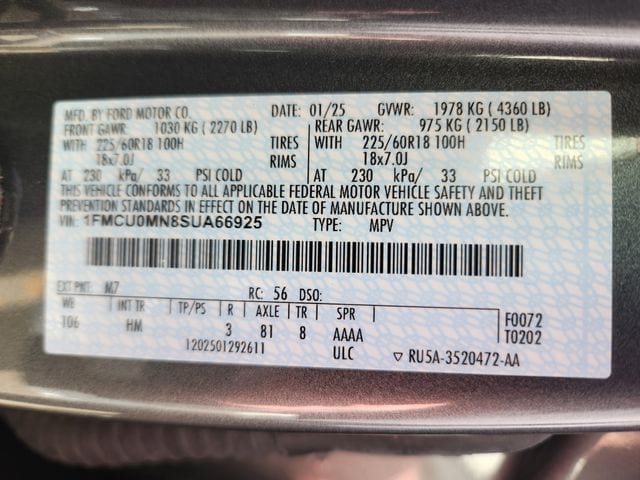 MFD. BY FORD MOTOR CO. DATE: 01/25 GVWR: 1978 KG ( 4360 LB)
FRONT GAWR: 1030 KG ( 2270 LB) REAR GAWR: 975 KG ( 2150 LB)
WITH 225/60R18 100H TIRES WITH 225/60R18 100H TIRES
18x7.0J RIMS 18x7.0J RIMS
AT 230 kPa/ 33 PSI COLD AT 230 kPa/ 33 PSI COLD
THIS VEHICLE CONFORMS TO ALL APPLICABLE FEDERAL MOTOR VEHICLE SAFETY AND THEFT
PREVENTION STANDARDS IN EFFECT ON THE DATE OF MANUFACTURE SHOWN ABOVE.
VIN: 1FMCU0MN8SUA66925 TYPE: MPV
EXT PNT: M7 RC: 56 DSO:
WB INT TR TP/PS R AXLE TR SPR F0072
106 HM 3 81 8 AAAA T0202
1202501292611 ULC ▽ RU5A-3520472-AA